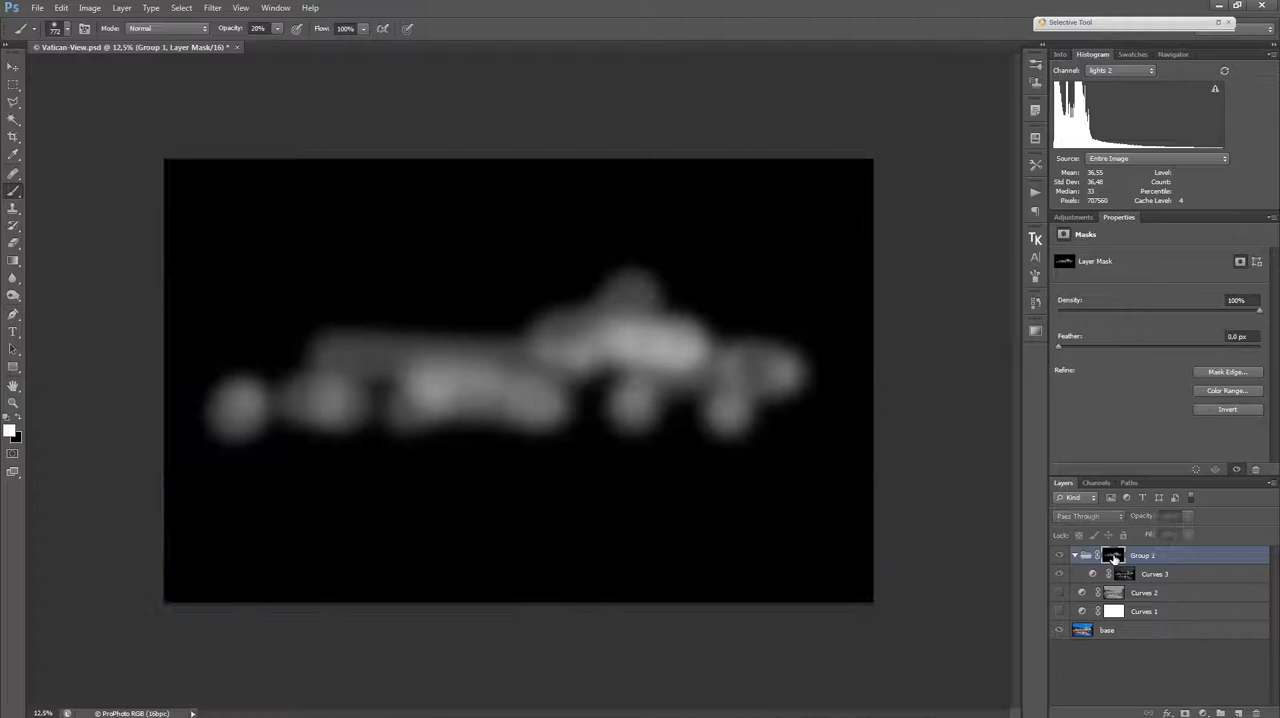 Ps File Edit Image Layer Type Select Filter View Window Help
772 Mode: Normal Opacity: 20% Flow: 100%
Selective Tool
© Vatican-View.psd @ 12,5% (Group 1, Layer Mask/16) *
Info Histogram Swatches Navigator
Channel: lights 2
Source: Entire Image
Mean: 36,55 Level:
Std Dev: 36,48 Count:
Median: 33 Percentile:
Pixels: 707560 Cache Level: 4
Adjustments Properties
Masks
TK
Layer Mask
Density: 100%
Feather: 0,0 px
Refine: Mask Edge...
Color Range...
Invert
Layers Channels Paths
Kind
Pass Through Opacity
Lock: Fill
Group 1
Curves 3
Curves 2
Curves 1
base
12,5% © ProPhoto RGB (16bpc)